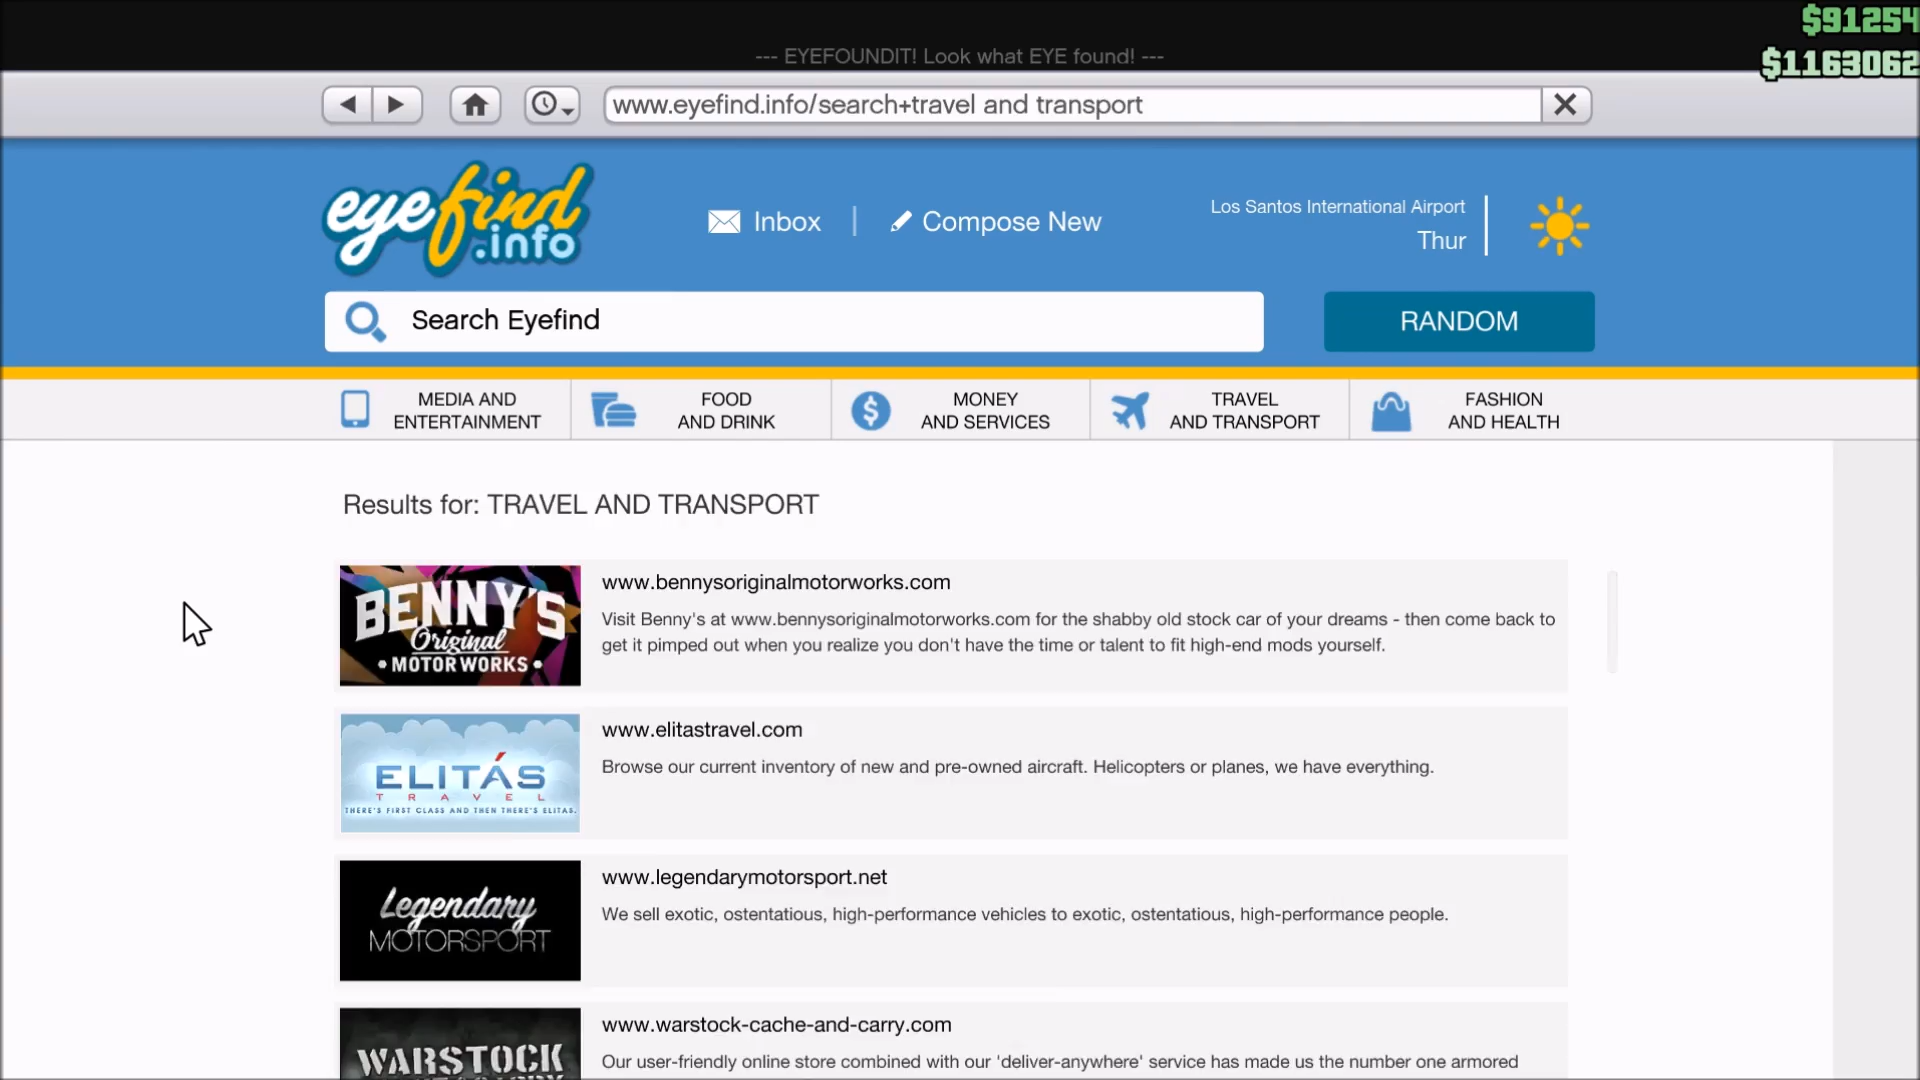 $91254
--- EYEFOUNDIT! Look what EYE found! ---
$1163062
www.eyefind.info/search+travel and transport
eyefind
.info
Inbox
Compose New
Los Santos International Airport
Thur
Search Eyefind
RANDOM
MEDIA AND
ENTERTAINMENT
FOOD
AND DRINK
MONEY
AND SERVICES
TRAVEL
AND TRANSPORT
FASHION
AND HEALTH
Results for: TRAVEL AND TRANSPORT
BENNY'S
Original
MOTOR WORKS
www.bennysoriginalmotorworks.com
Visit Benny's at www.bennysoriginalmotorworks.com for the shabby old stock car of your dreams - then come back to
get it pimped out when you realize you don't have the time or talent to fit high-end mods yourself.
ELITÁS
TRAVEL
THERE'S FIRST CLASS AND THEN THERE'S ELITAS.
www.elitastravel.com
Browse our current inventory of new and pre-owned aircraft. Helicopters or planes, we have everything.
Legendary
MOTORSPORT
www.legendarymotorsport.net
We sell exotic, ostentatious, high-performance vehicles to exotic, ostentatious, high-performance people.
WARSTOCK
www.warstock-cache-and-carry.com
Our user-friendly online store combined with our 'deliver-anywhere' service has made us the number one armored